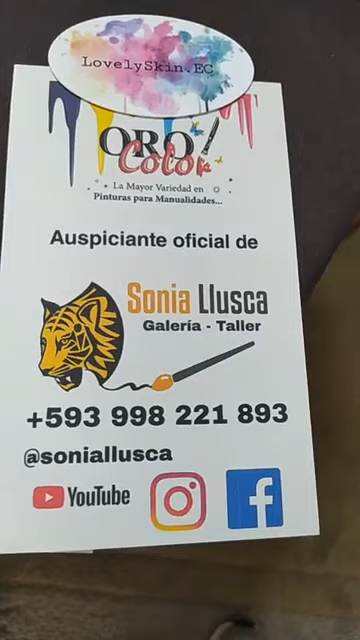 LovelySkin.EC
ORO!
Color
La Mayor Variedad en
Pinturas para Manualidades...
Auspiciante oficial de
Sonia Llusca
Galería - Taller
+593 998 221 893
@soniallusca
YouTube